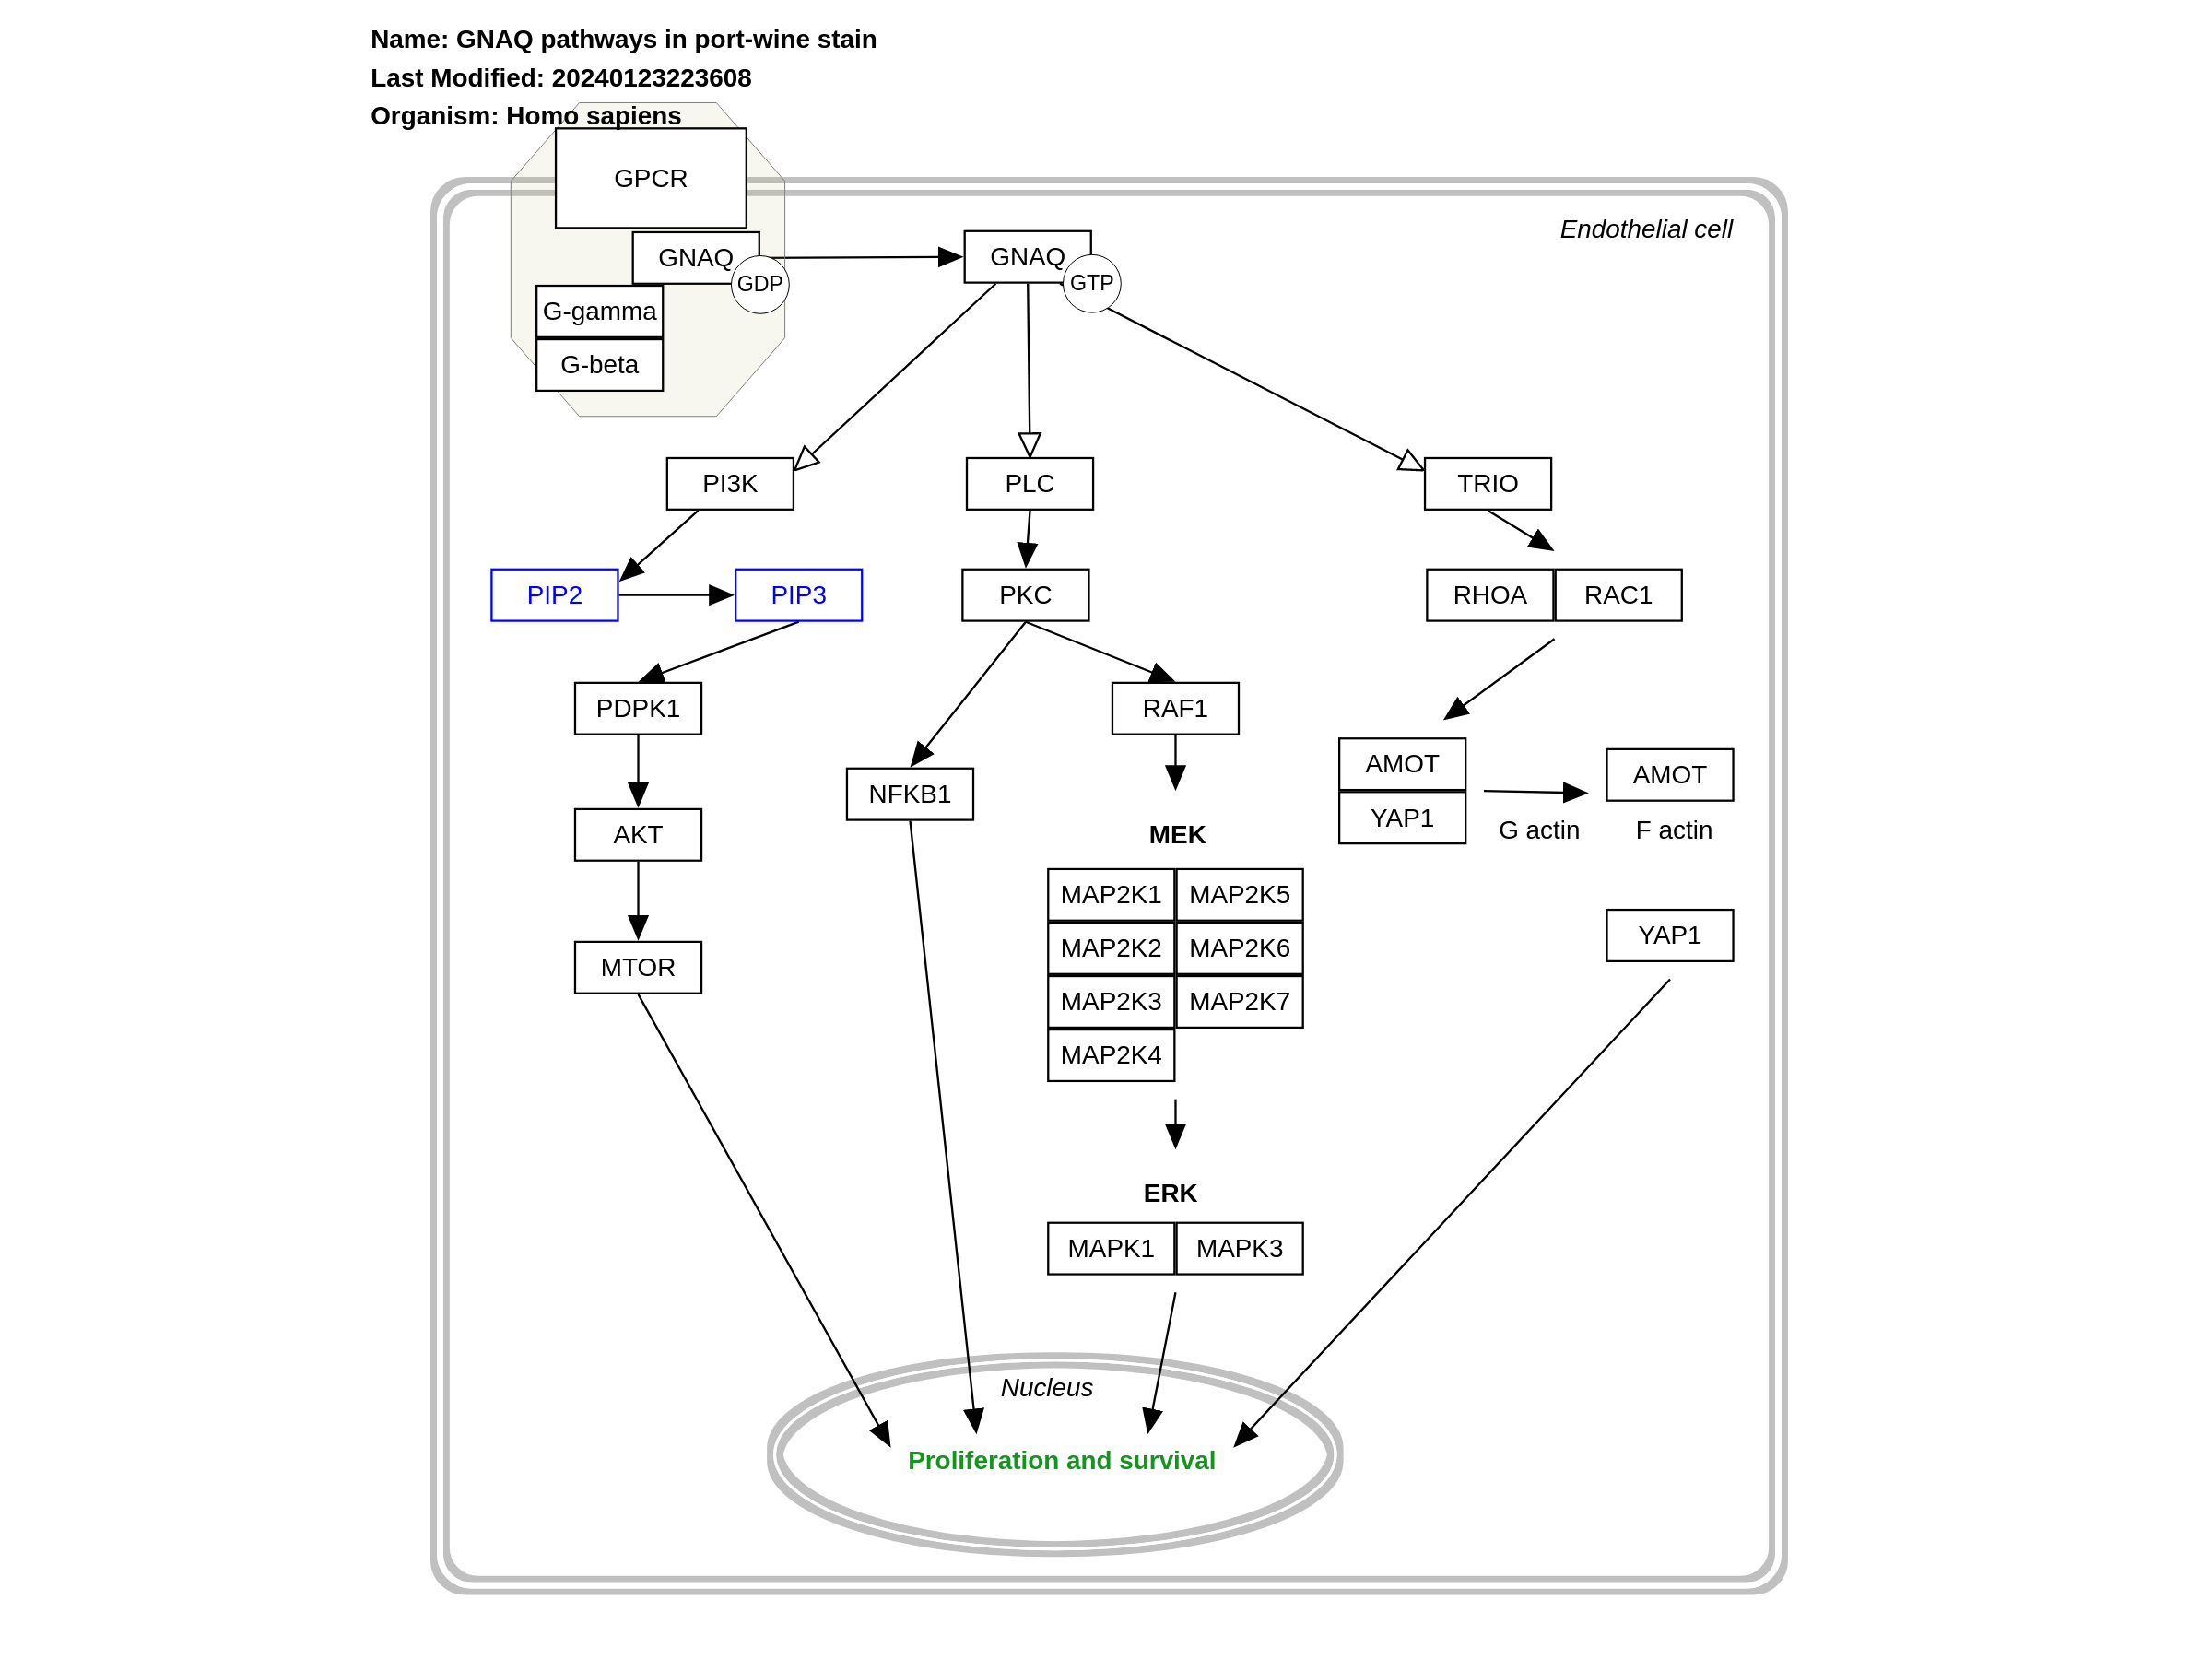 Name: GNAQ pathways in port-wine stain
Last Modified: 20240123223608
Organism: Homo sapiens
GPCR
Endothelial cell
GNAQ
GDP
GNAQ
GTP
G-gamma
G-beta
PI3K
PLC
TRIO
PIP2
PIP3
PKC
RHOA
RAC1
PDPK1
RAF1
NFKB1
AMOT
YAP1
AMOT
G actin
F actin
AKT
MEK
MAP2K1
MAP2K5
MAP2K2
MAP2K6
MAP2K3
MAP2K7
MAP2K4
YAP1
MTOR
ERK
MAPK1
MAPK3
Nucleus
Proliferation and survival